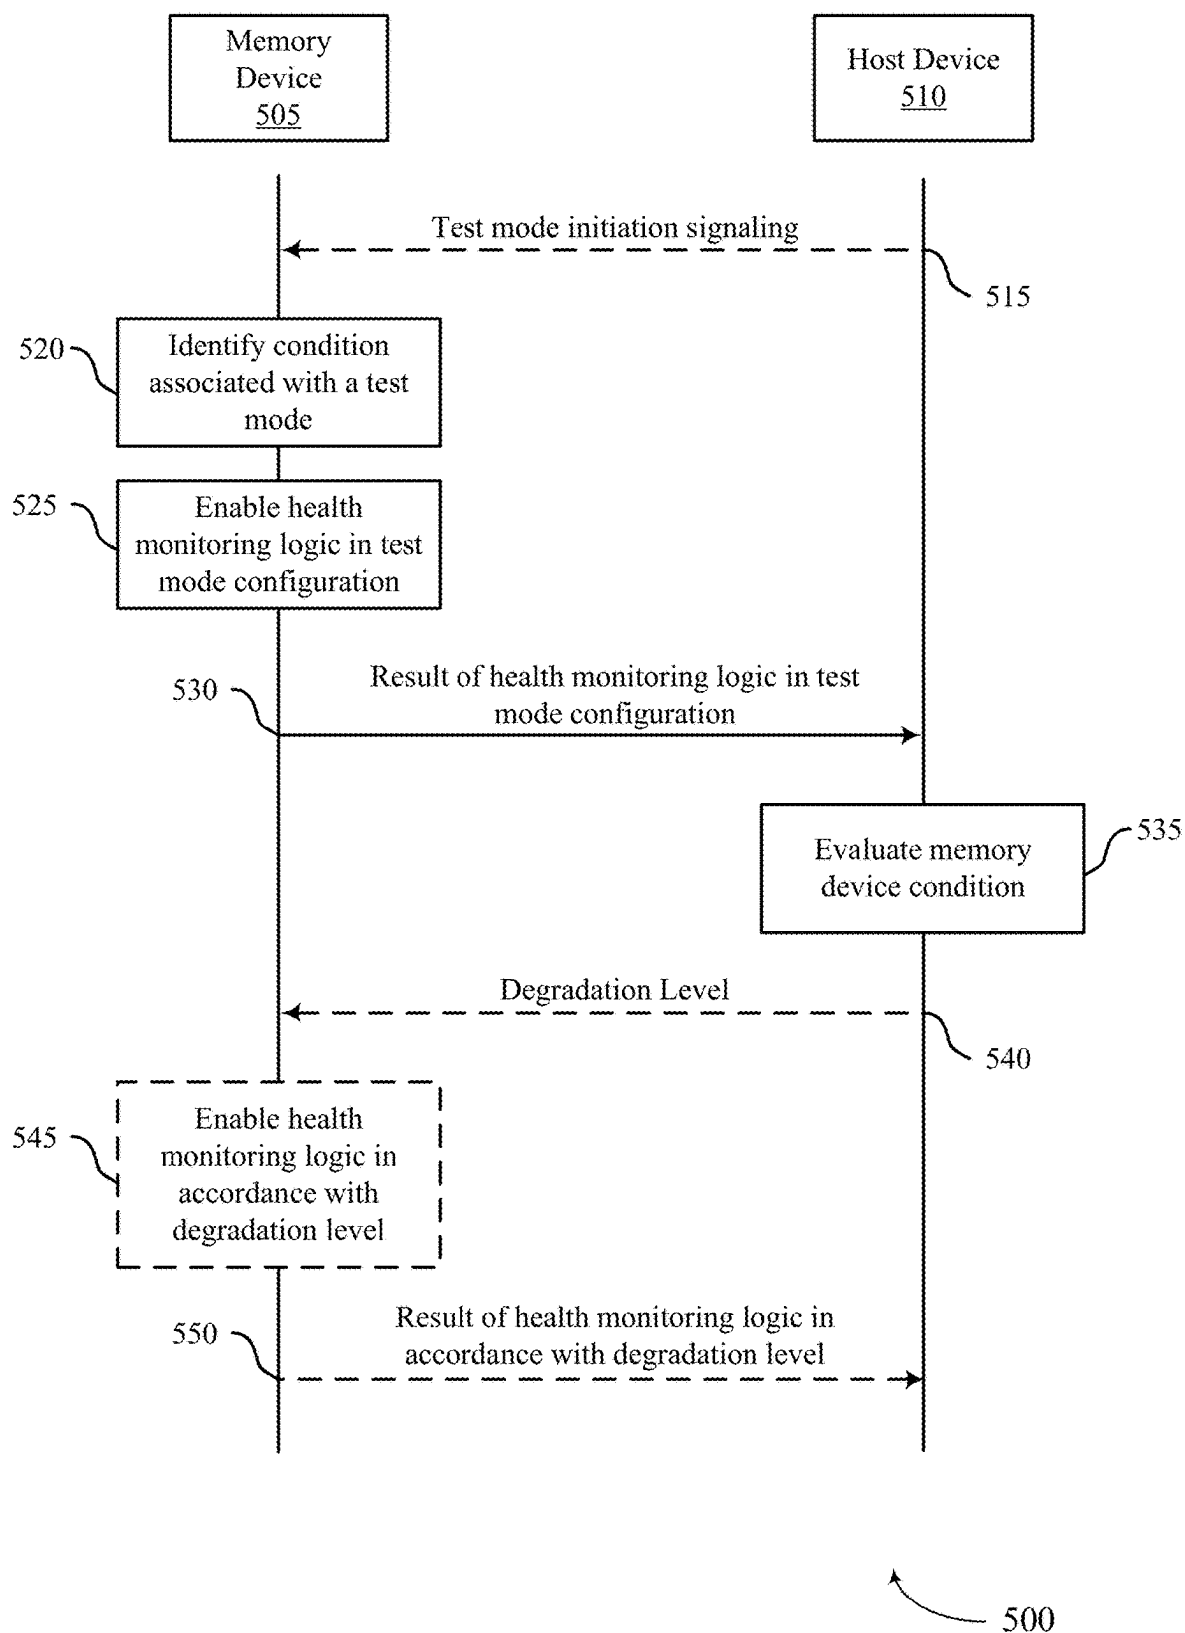 Memory
Device
505
Host Device
510
Test mode initiation signaling
515
520
Identify condition
associated with a test
mode
525
Enable health
monitoring logic in test
mode configuration
530
Result of health monitoring logic in test
mode configuration
535
Evaluate memory
device condition
Degradation Level
540
545
Enable health
monitoring logic in
accordance with
degradation level
550
Result of health monitoring logic in
accordance with degradation level
500